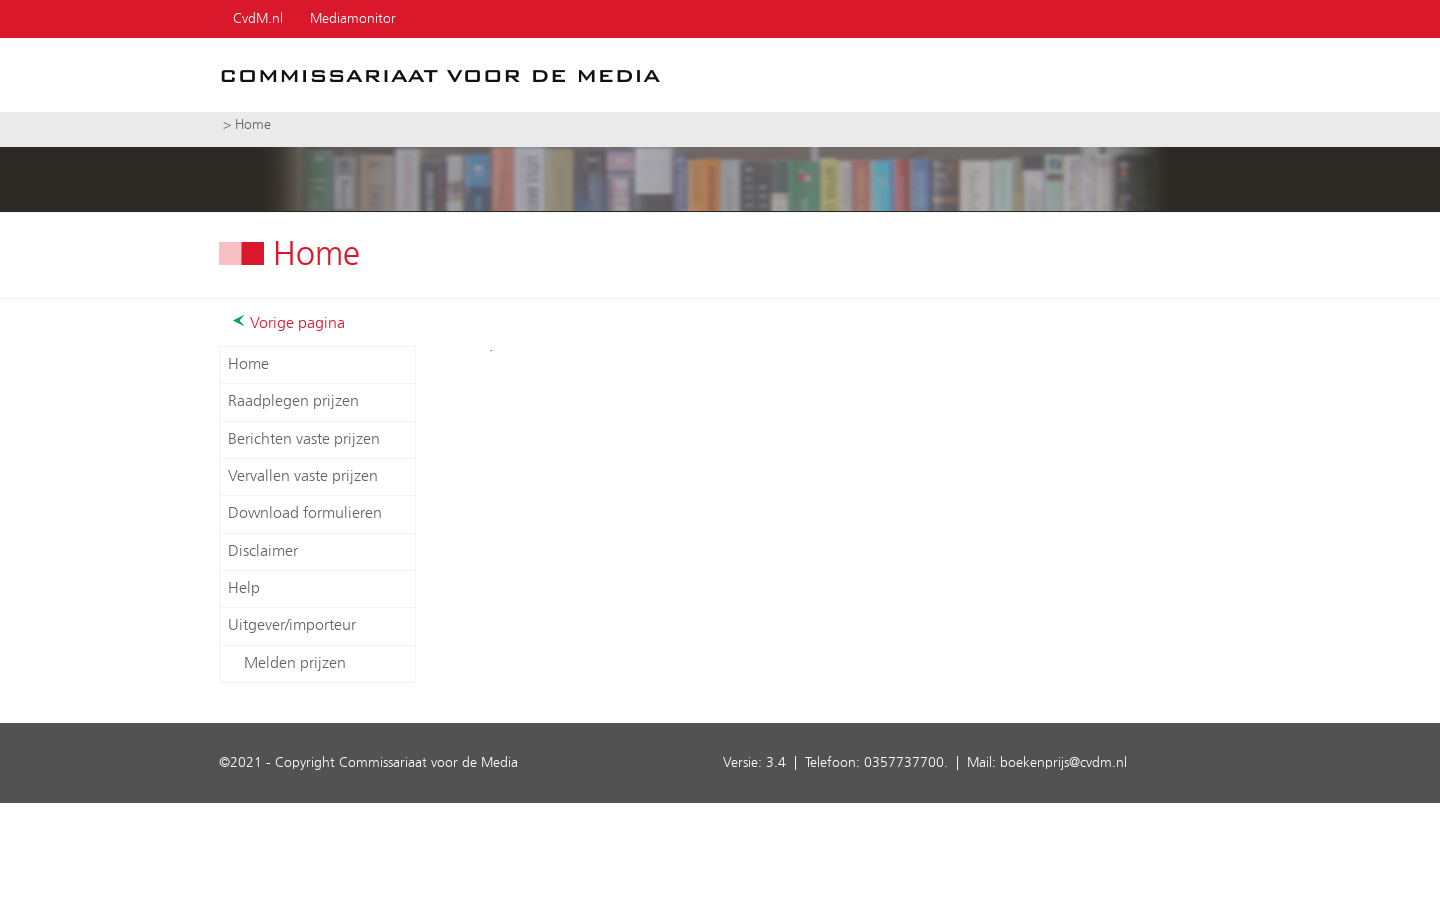 CvdM.nl Mediamonitor
COMMISSARIAAT VOOR DE MEDIA
> Home
Home
Vorige pagina
Home
Raadplegen prijzen
Berichten vaste prijzen
Vervallen vaste prijzen
Download formulieren
Disclaimer
Help
Uitgever/importeur
Melden prijzen
©2021 - Copyright Commissariaat voor de Media
Versie: 3.4 | Telefoon: 0357737700. | Mail: boekenprijs@cvdm.nl